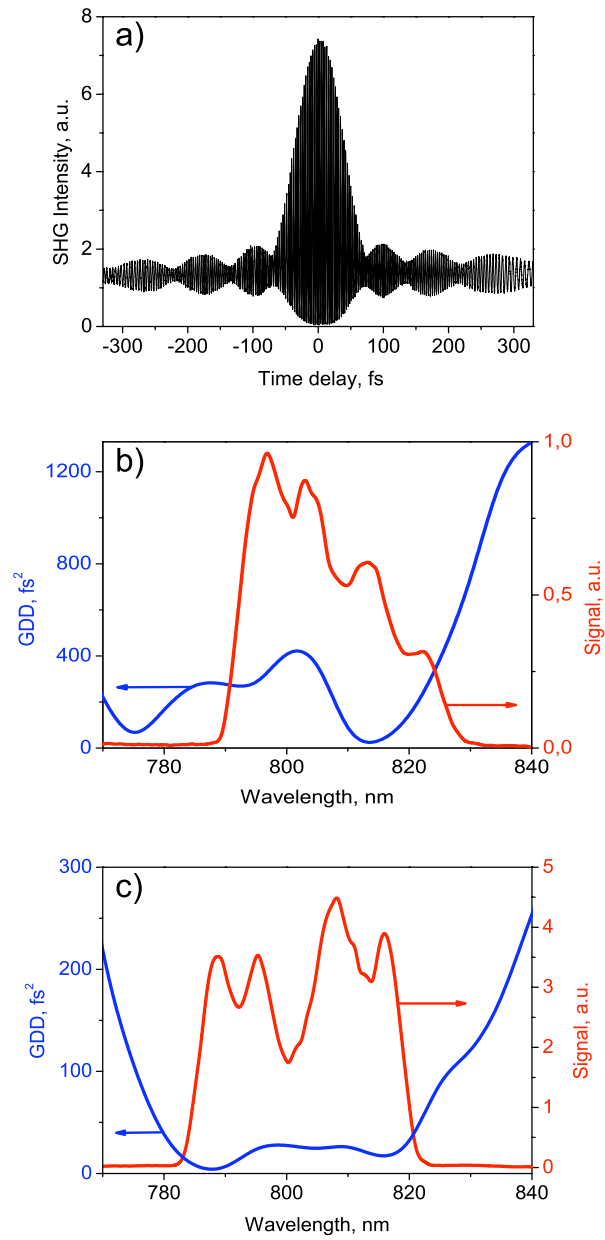 a)
8
6
4
2
0
SHG Intensity, a.u.
-300 -200 -100 0 100 200 300
Time delay, fs
b)
1200
800
400
0
GDD, fs²
1,0
0,5
0,0
Signal, a.u.
780 800 820 840
Wavelength, nm
c)
300
200
100
0
GDD, fs²
5
4
3
2
1
0
Signal, a.u.
780 800 820 840
Wavelength, nm